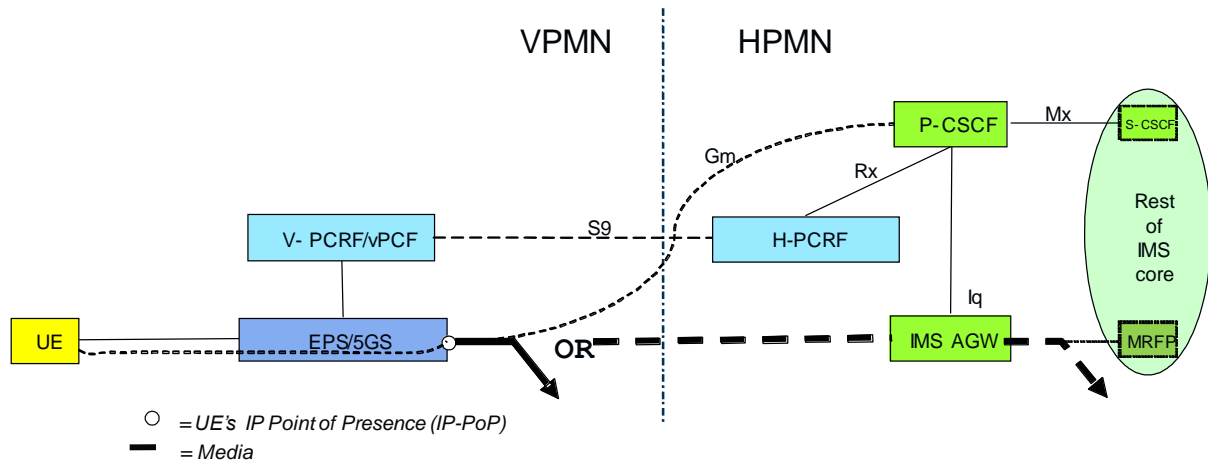 VPMN
HPMN
P-CSCF
Mx
S-CSCF
Gm
Rx
V- PCRF/vPCF
S9
H-PCRF
Rest
of
IMS
core
Iq
UE
EPS/5GS
OR
IMS AGW
MRFP
= UE's IP Point of Presence (IP-PoP)
= Media